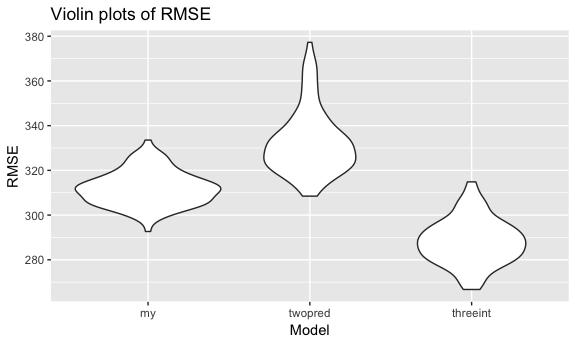 Violin plots of RMSE
RMSE
380
360
340
320
300
280
my
twopred
threeint
Model